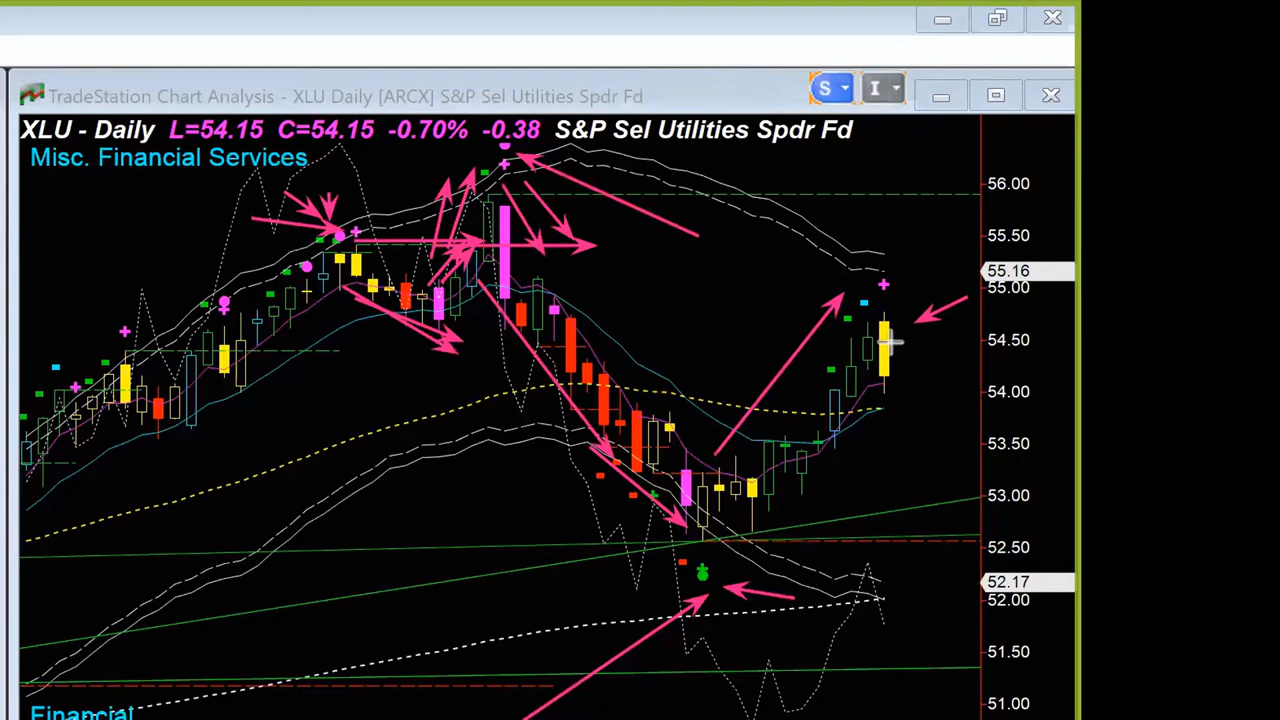 TradeStation Chart Analysis - XLU Daily [ARCX] S&P Sel Utilities Spdr Fd
S
I
XLU - Daily L=54.15 C=54.15 -0.70% -0.38 S&P Sel Utilities Spdr Fd
Misc. Financial Services
56.00
55.50
55.16
55.00
54.50
54.00
53.50
53.00
52.50
52.17
52.00
51.50
51.00
Financial